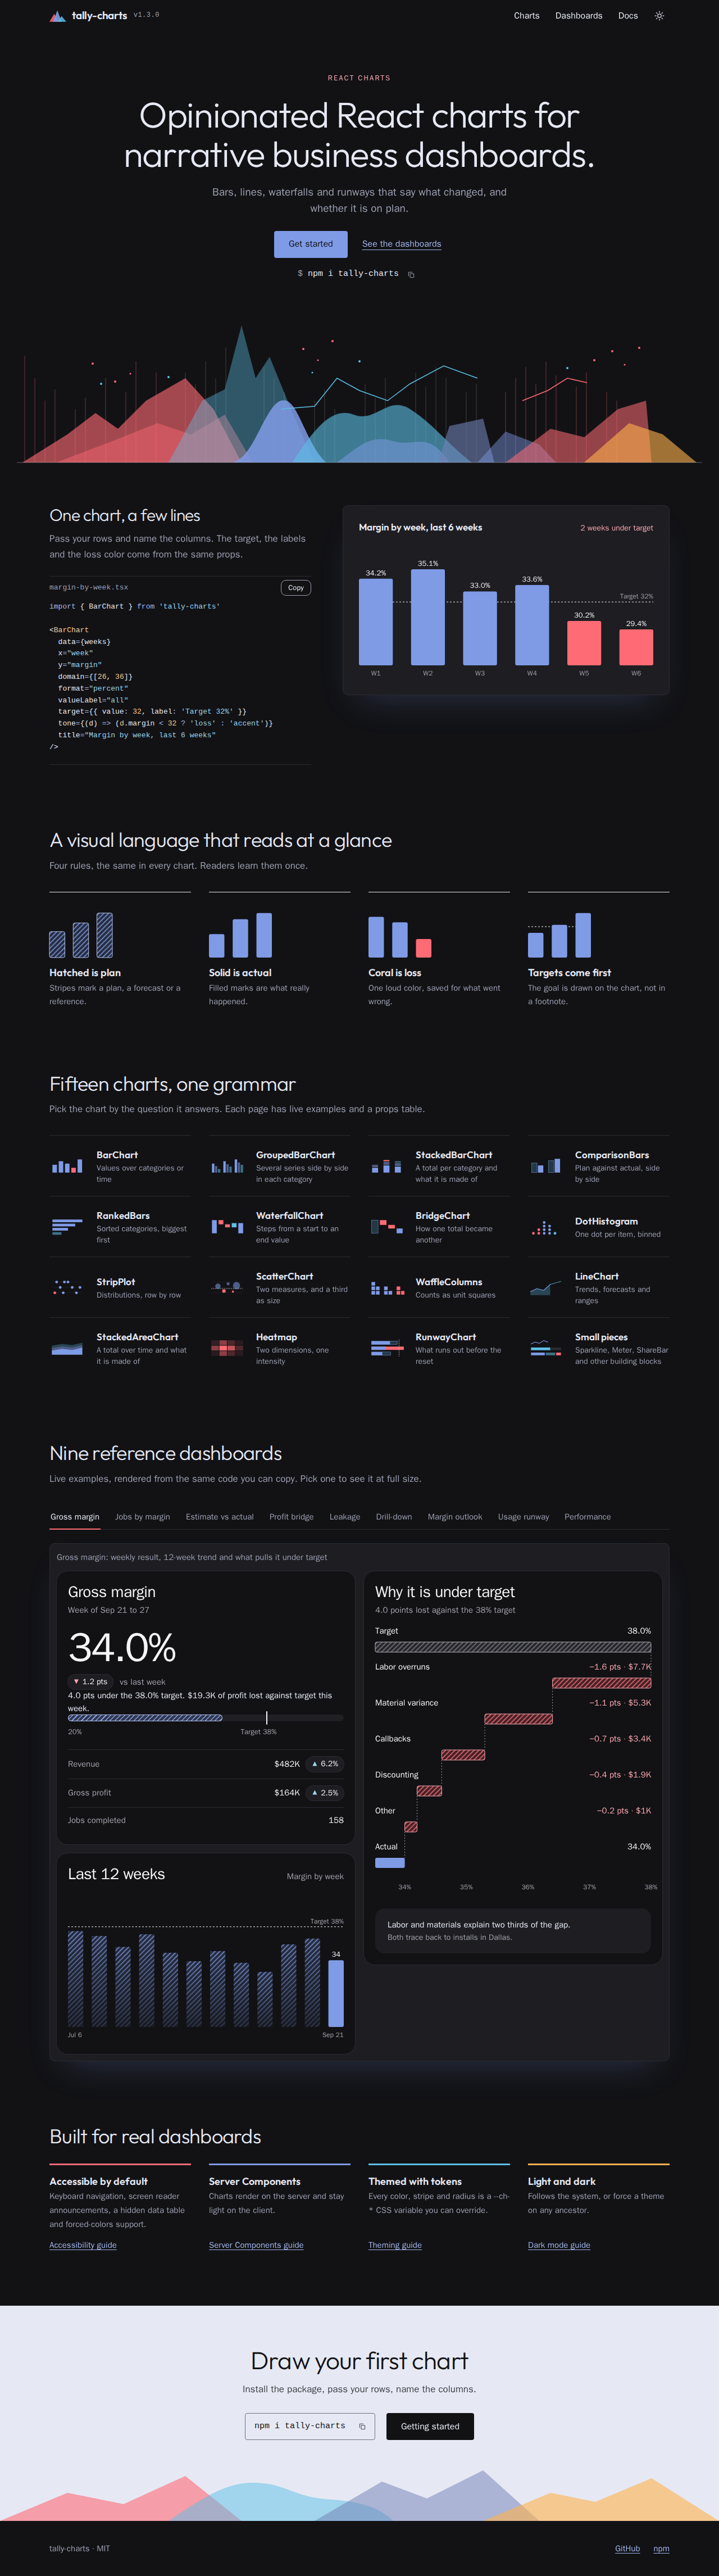 tally-charts v1.3.0
Charts Dashboards Docs
REACT CHARTS
Opinionated React charts for
narrative business dashboards.
Bars, lines, waterfalls and runways that say what changed, and
whether it is on plan.
Get started See the dashboards
$ npm i tally-charts
One chart, a few lines
Pass your rows and name the columns. The target, the labels
and the loss color come from the same props.
margin-by-week.tsx Copy
import { BarChart } from 'tally-charts'
<BarChart
data={weeks}
x="week"
y="margin"
domain={[26, 36]}
format="percent"
valueLabel="all"
target={{ value: 32, label: 'Target 32%' }}
tone={(d) => (d.margin < 32 ? 'loss' : 'accent')}
title="Margin by week, last 6 weeks"
/>
Margin by week, last 6 weeks 2 weeks under target
34.2% 35.1% 33.0% 33.6% 30.2% 29.4%
Target 32%
W1 W2 W3 W4 W5 W6
A visual language that reads at a glance
Four rules, the same in every chart. Readers learn them once.
Hatched is plan
Stripes mark a plan, a forecast or a
reference.
Solid is actual
Filled marks are what really
happened.
Coral is loss
One loud color, saved for what went
wrong.
Targets come first
The goal is drawn on the chart, not in
a footnote.
Fifteen charts, one grammar
Pick the chart by the question it answers. Each page has live examples and a props table.
BarChart
Values over categories or
time
GroupedBarChart
Several series side by side
in each category
StackedBarChart
A total per category and
what it is made of
ComparisonBars
Plan against actual, side
by side
RankedBars
Sorted categories, biggest
first
WaterfallChart
Steps from a start to an
end value
BridgeChart
How one total became
another
DotHistogram
One dot per item, binned
StripPlot
Distributions, row by row
ScatterChart
Two measures, and a third
as size
WaffleColumns
Counts as unit squares
LineChart
Trends, forecasts and
ranges
StackedAreaChart
A total over time and what
it is made of
Heatmap
Two dimensions, one
intensity
RunwayChart
What runs out before the
reset
Small pieces
Sparkline, Meter, ShareBar
and other building blocks
Nine reference dashboards
Live examples, rendered from the same code you can copy. Pick one to see it at full size.
Gross margin Jobs by margin Estimate vs actual Profit bridge Leakage Drill-down Margin outlook Usage runway Performance
Gross margin: weekly result, 12-week trend and what pulls it under target
Gross margin
Week of Sep 21 to 27
34.0%
▼ 1.2 pts vs last week
4.0 pts under the 38.0% target. $19.3K of profit lost against target this
week.
20% Target 38%
Revenue $482K ▲ 6.2%
Gross profit $164K ▲ 2.5%
Jobs completed 158
Last 12 weeks Margin by week
Target 38%
34
Jul 6 Sep 21
Why it is under target
4.0 points lost against the 38% target
Target 38.0%
Labor overruns −1.6 pts · $7.7K
Material variance −1.1 pts · $5.3K
Callbacks −0.7 pts · $3.4K
Discounting −0.4 pts · $1.9K
Other −0.2 pts · $1K
Actual 34.0%
34% 35% 36% 37% 38%
Labor and materials explain two thirds of the gap.
Both trace back to installs in Dallas.
Built for real dashboards
Accessible by default
Keyboard navigation, screen reader
announcements, a hidden data table
and forced-colors support.
Accessibility guide
Server Components
Charts render on the server and stay
light on the client.
Server Components guide
Themed with tokens
Every color, stripe and radius is a --ch-
* CSS variable you can override.
Theming guide
Light and dark
Follows the system, or force a theme
on any ancestor.
Dark mode guide
Draw your first chart
Install the package, pass your rows, name the columns.
npm i tally-charts Getting started
tally-charts · MIT GitHub npm